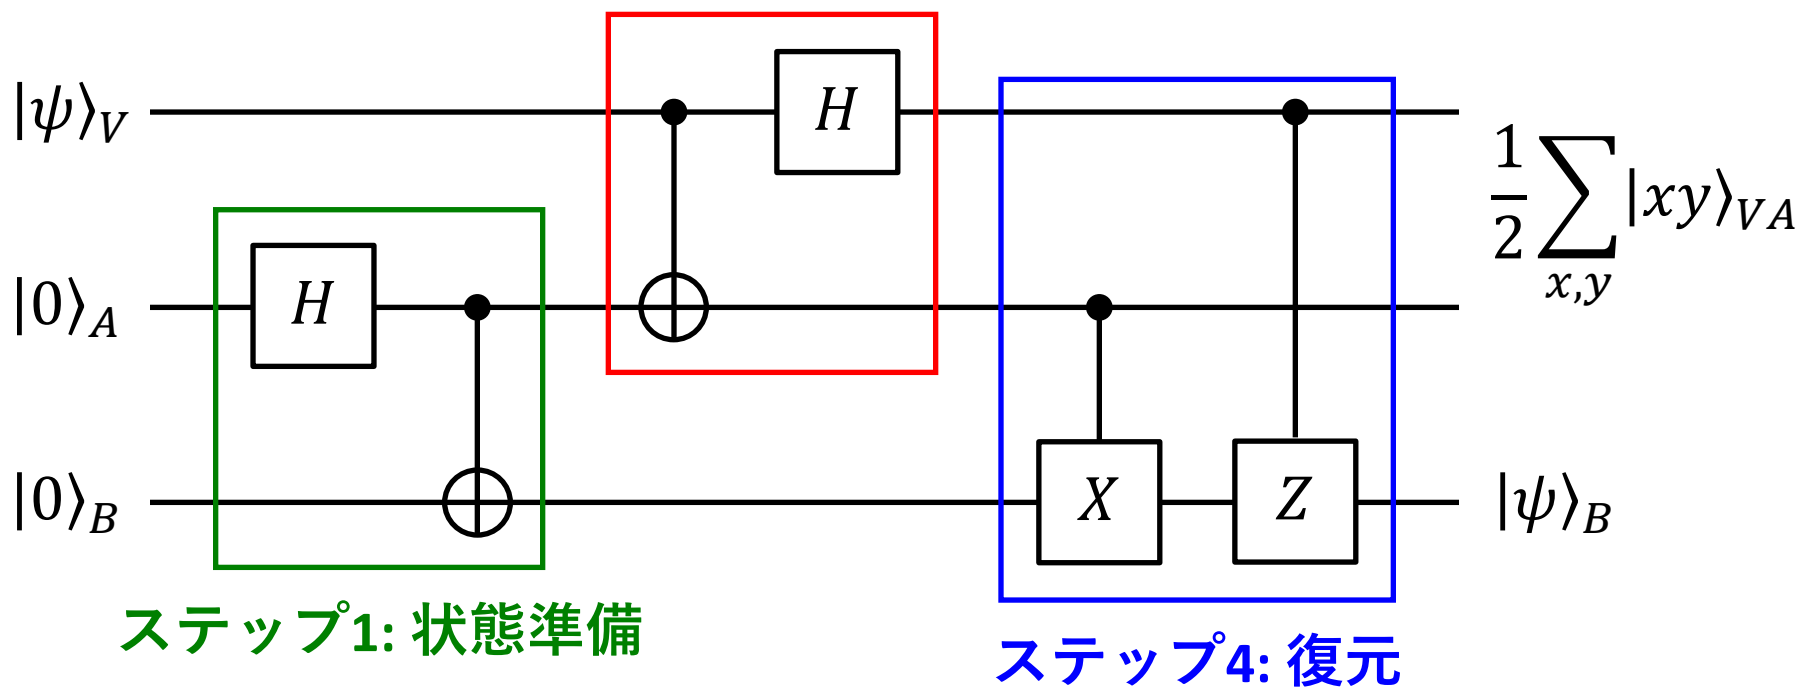 |ψ⟩V
H
1/2 ∑x,y |xy⟩VA
|0⟩A
H
|0⟩B
X
Z
|ψ⟩B
ステップ1: 状態準備
ステップ4: 復元